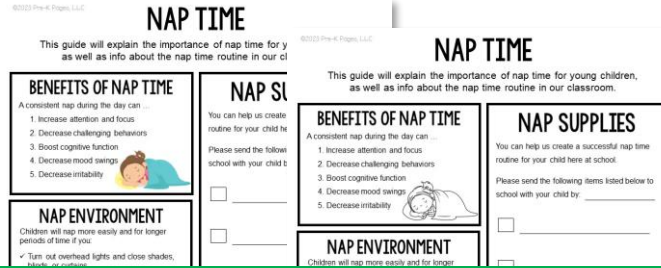 ©2023 Pre-K Pages, LLC
NAP TIME
This guide will explain the importance of nap time for y
as well as info about the nap time routine in our cl
BENEFITS OF NAP TIME
A consistent nap during the day can ...
1. Increase attention and focus
2. Decrease challenging behaviors
3. Boost cognitive function
4. Decrease mood swings
5. Decrease irritability
NAP ENVIRONMENT
Children will nap more easily and for longer
periods of time if you:
✓ Turn out overhead lights and close shades,
blinds, or curtains
NAP SU
You can help us create
routine for your child he
Please send the followi
school with your child b
©2023 Pre-K Pages, LLC
NAP TIME
This guide will explain the importance of nap time for young children,
as well as info about the nap time routine in our classroom.
BENEFITS OF NAP TIME
A consistent nap during the day can ...
1. Increase attention and focus
2. Decrease challenging behaviors
3. Boost cognitive function
4. Decrease mood swings
5. Decrease irritability
NAP ENVIRONMENT
Children will nap more easily and for longer
NAP SUPPLIES
You can help us create a successful nap time
routine for your child here at school.
Please send the following items listed below to
school with your child by: